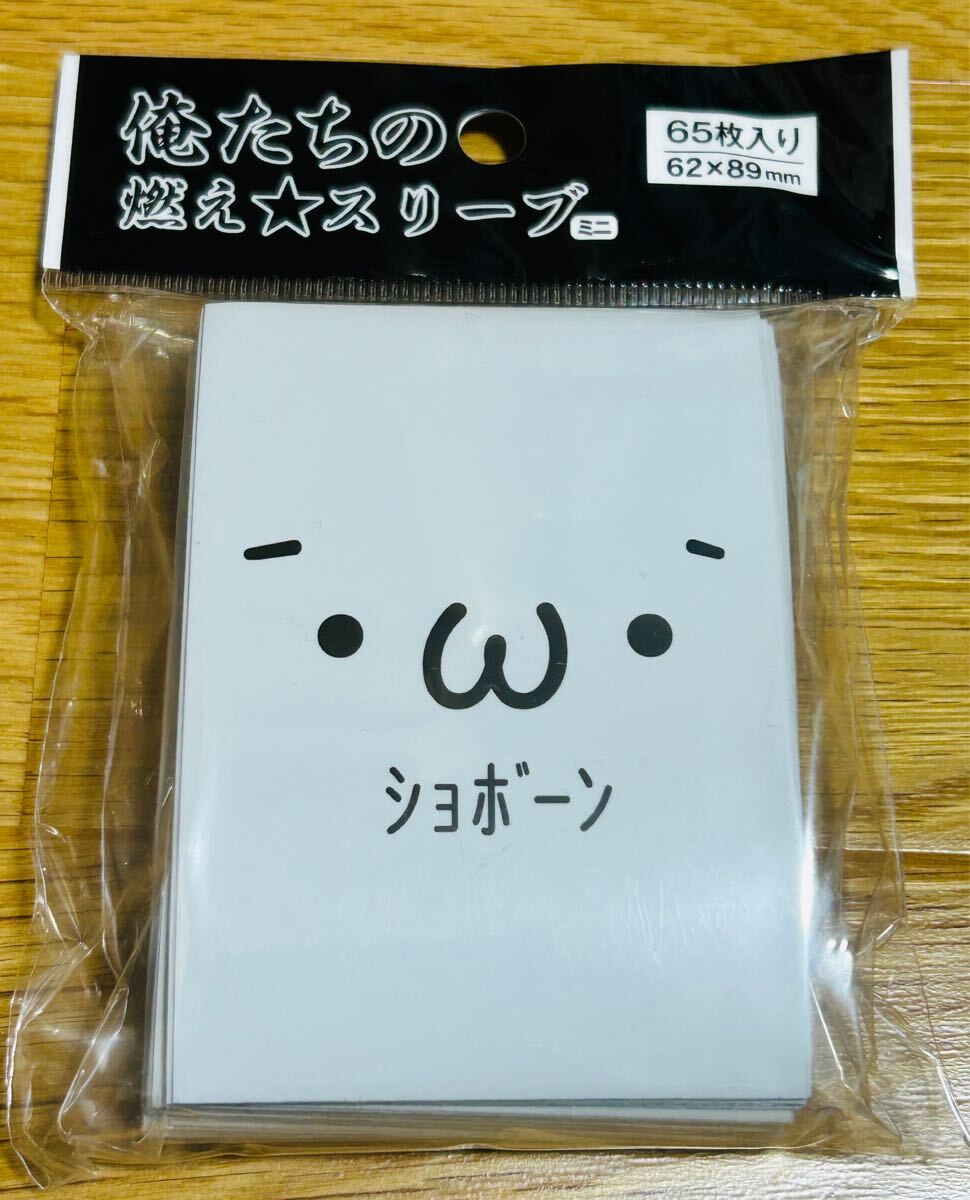 俺たちの
燃え☆スリーブ ミニ
65枚入り
62×89mm
ショボーン